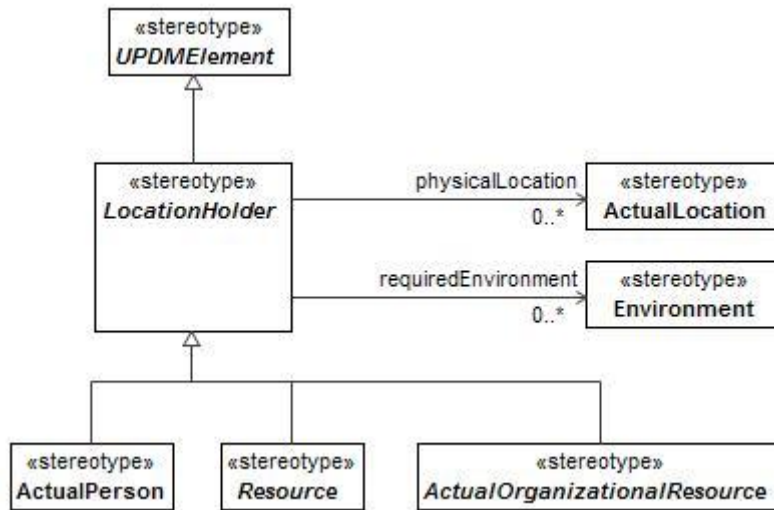 «stereotype»
UPDMElement
«stereotype»
LocationHolder
physicalLocation
0..*
«stereotype»
ActualLocation
requiredEnvironment
0..*
«stereotype»
Environment
«stereotype»
ActualPerson
«stereotype»
Resource
«stereotype»
ActualOrganizationalResource